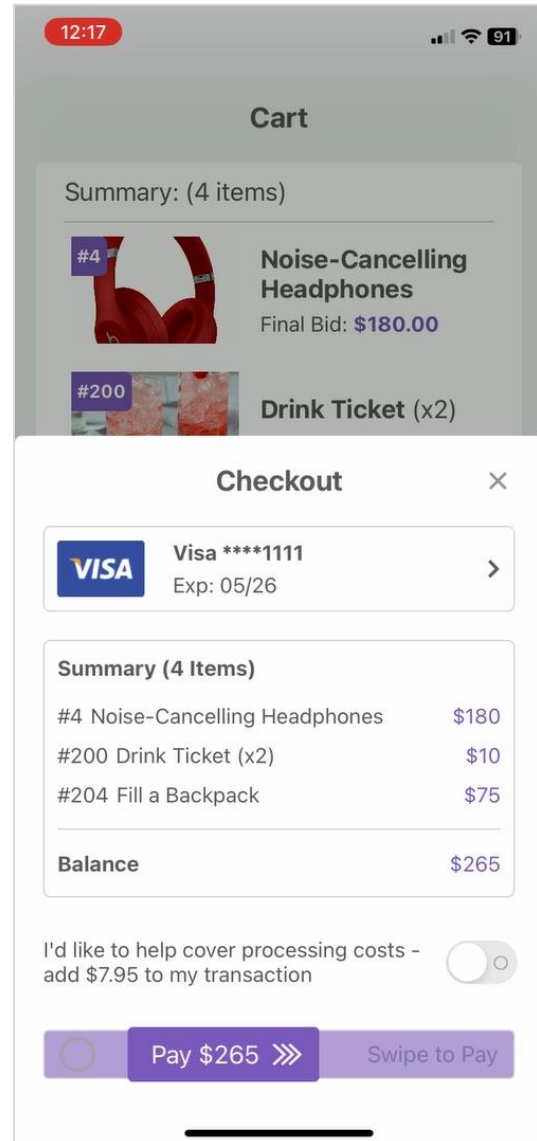 12:17
91
Cart
Summary: (4 items)
#4
Noise-Cancelling
Headphones
Final Bid: $180.00
#200
Drink Ticket (x2)
Checkout
VISA
Visa ****1111
Exp: 05/26
Summary (4 Items)
#4 Noise-Cancelling Headphones $180
#200 Drink Ticket (x2) $10
#204 Fill a Backpack $75
Balance $265
I'd like to help cover processing costs -
add $7.95 to my transaction
Pay $265 Swipe to Pay